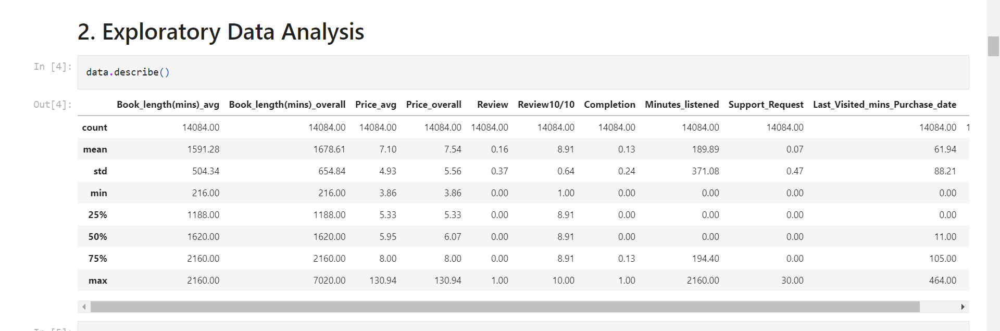 2. Exploratory Data Analysis
In [4]:
data.describe()
Out[4]:
Book_length(mins)_avg Book_length(mins)_overall Price_avg Price_overall Review Review10/10 Completion Minutes_listened Support_Request Last_Visited_mins_Purchase_date
count 14084.00 14084.00 14084.00 14084.00 14084.00 14084.00 14084.00 14084.00 14084.00 14084.00 1
mean 1591.28 1678.61 7.10 7.54 0.16 8.91 0.13 189.89 0.07 61.94
std 504.34 654.84 4.93 5.56 0.37 0.64 0.24 371.08 0.47 88.21
min 216.00 216.00 3.86 3.86 0.00 1.00 0.00 0.00 0.00 0.00
25% 1188.00 1188.00 5.33 5.33 0.00 8.91 0.00 0.00 0.00 0.00
50% 1620.00 1620.00 5.95 6.07 0.00 8.91 0.00 0.00 0.00 11.00
75% 2160.00 2160.00 8.00 8.00 0.00 8.91 0.13 194.40 0.00 105.00
max 2160.00 7020.00 130.94 130.94 1.00 10.00 1.00 2160.00 30.00 464.00